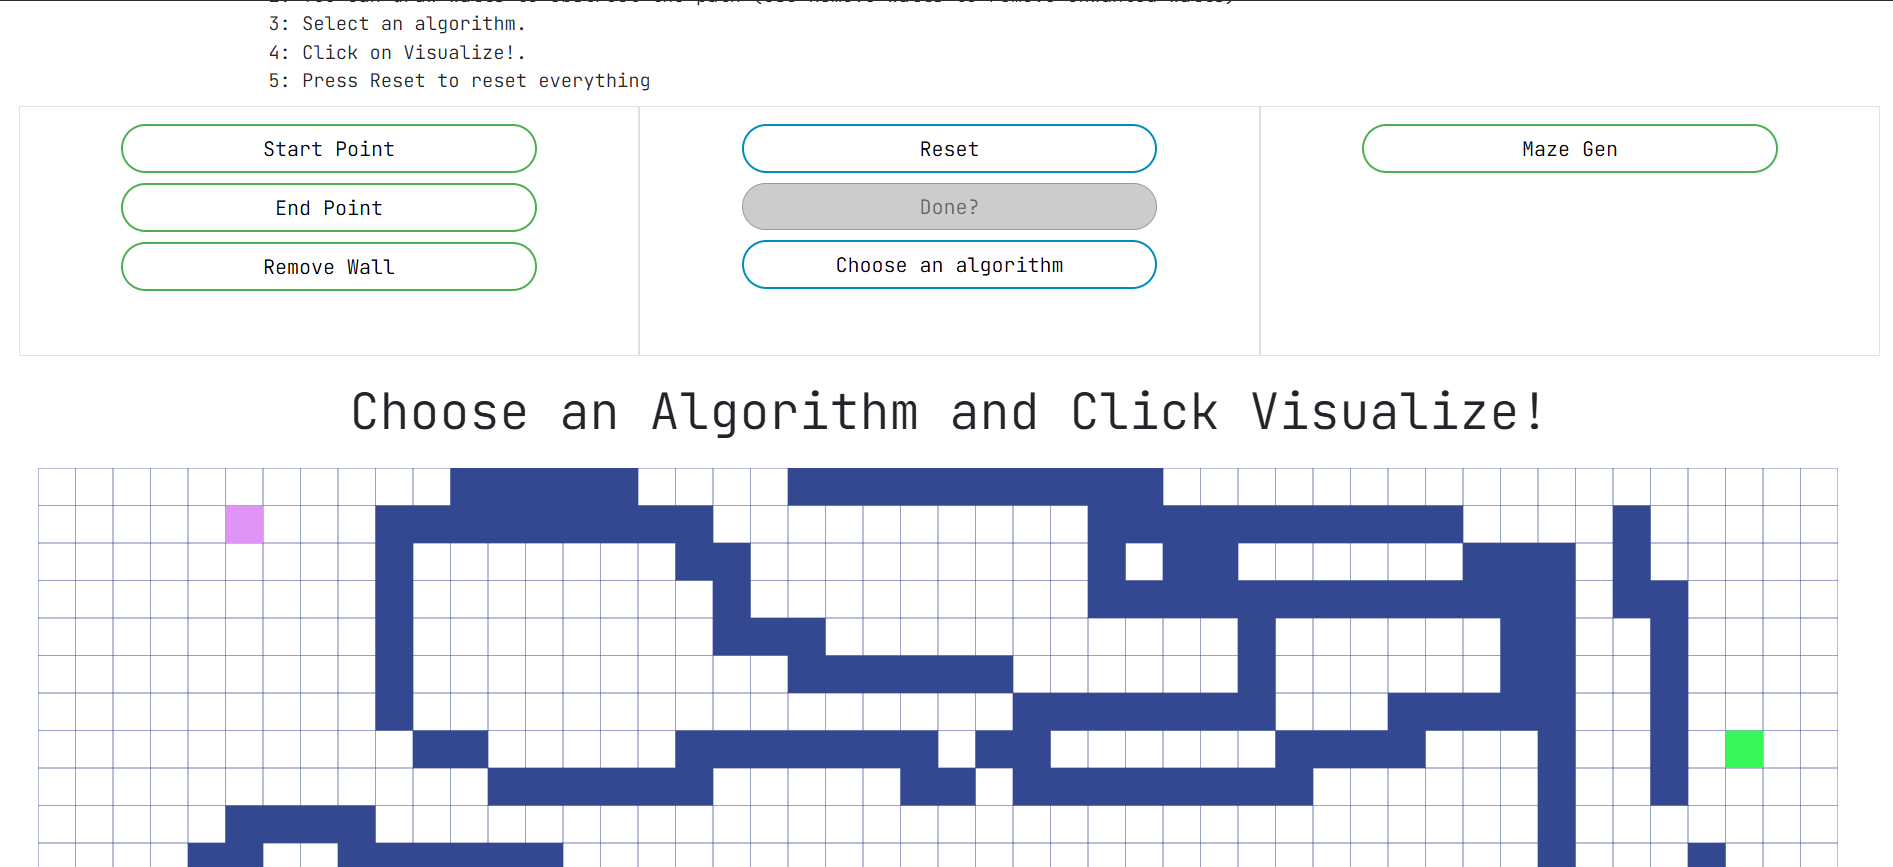 3: Select an algorithm.
4: Click on Visualize!.
5: Press Reset to reset everything
Start Point
End Point
Remove Wall
Reset
Done?
Choose an algorithm
Maze Gen
Choose an Algorithm and Click Visualize!